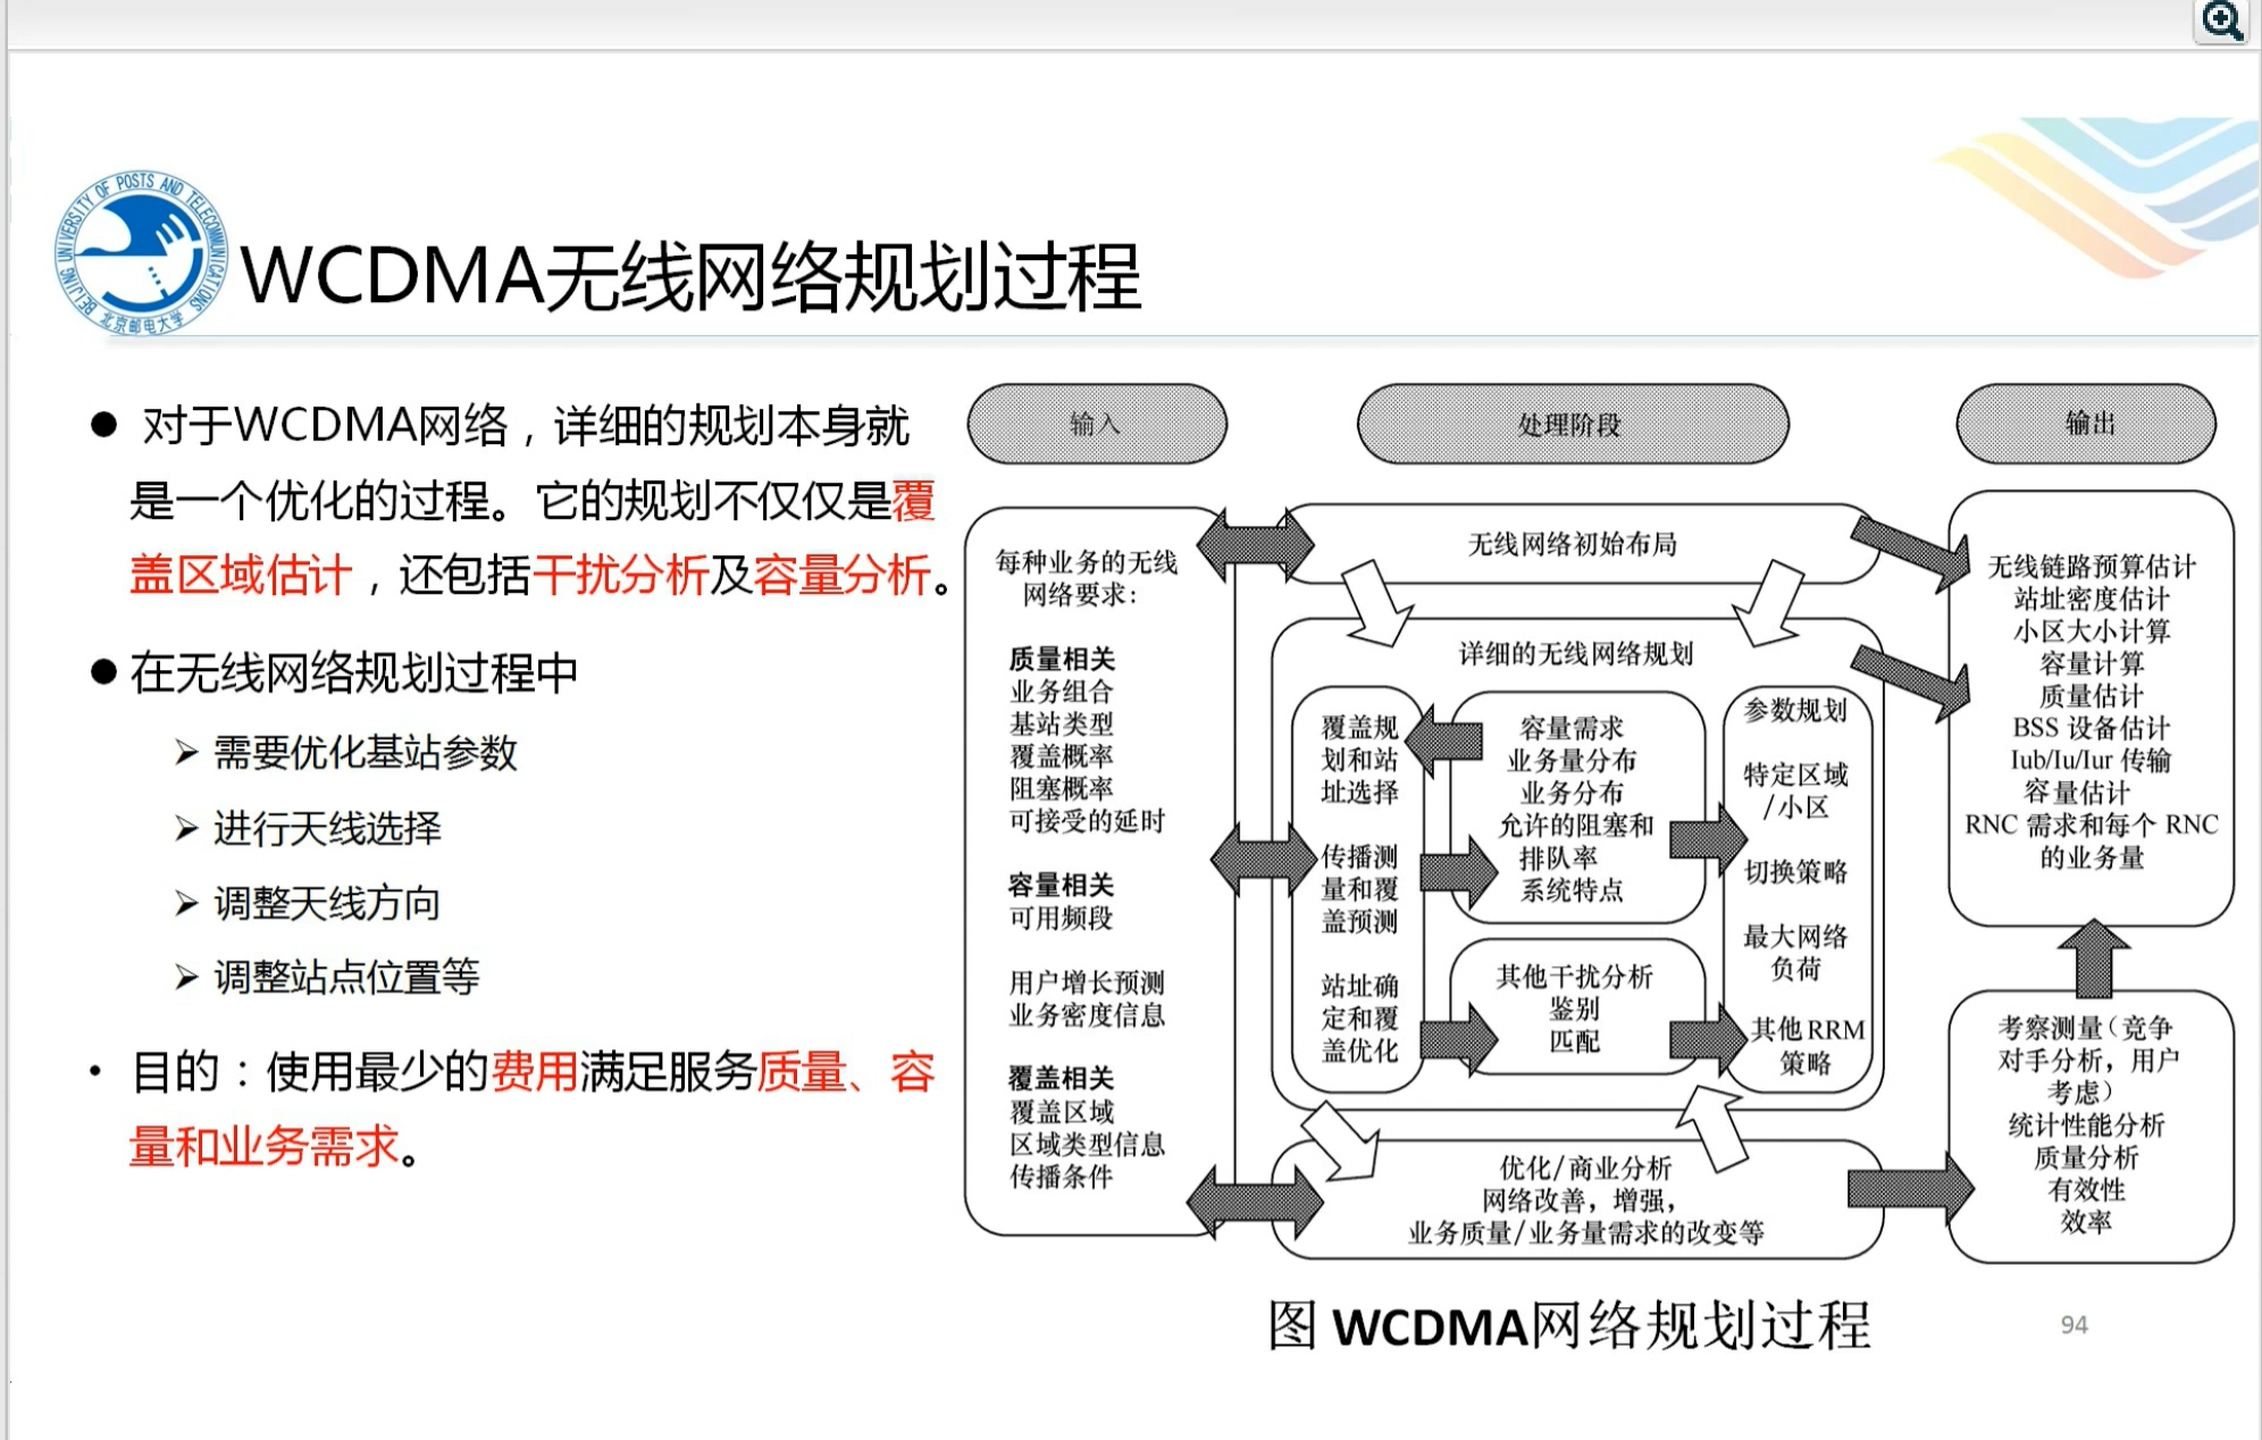 BEIJING UNIVERSITY OF POSTS AND TELECOMMUNICATIONS
北京邮电大学
WCDMA无线网络规划过程
● 对于WCDMA网络，详细的规划本身就
是一个优化的过程。它的规划不仅仅是覆
盖区域估计，还包括干扰分析及容量分析。
● 在无线网络规划过程中
➢ 需要优化基站参数
➢ 进行天线选择
➢ 调整天线方向
➢ 调整站点位置等
• 目的：使用最少的费用满足服务质量、容
量和业务需求。
输入
每种业务的无线
网络要求：
质量相关
业务组合
基站类型
覆盖概率
阻塞概率
可接受的延时
容量相关
可用频段
用户增长预测
业务密度信息
覆盖相关
覆盖区域
区域类型信息
传播条件
处理阶段
无线网络初始布局
详细的无线网络规划
覆盖规
划和站
址选择
传播测
量和覆
盖预测
站址确
定和覆
盖优化
容量需求
业务量分布
业务分布
允许的阻塞和
排队率
系统特点
其他干扰分析
鉴别
匹配
参数规划
特定区域
/小区
切换策略
最大网络
负荷
其他RRM
策略
优化/商业分析
网络改善，增强，
业务质量/业务量需求的改变等
输出
无线链路预算估计
站址密度估计
小区大小计算
容量计算
质量估计
BSS 设备估计
Iub/Iu/Iur 传输
容量估计
RNC 需求和每个 RNC
的业务量
考察测量（竞争
对手分析，用户
考虑）
统计性能分析
质量分析
有效性
效率
图 WCDMA网络规划过程
94